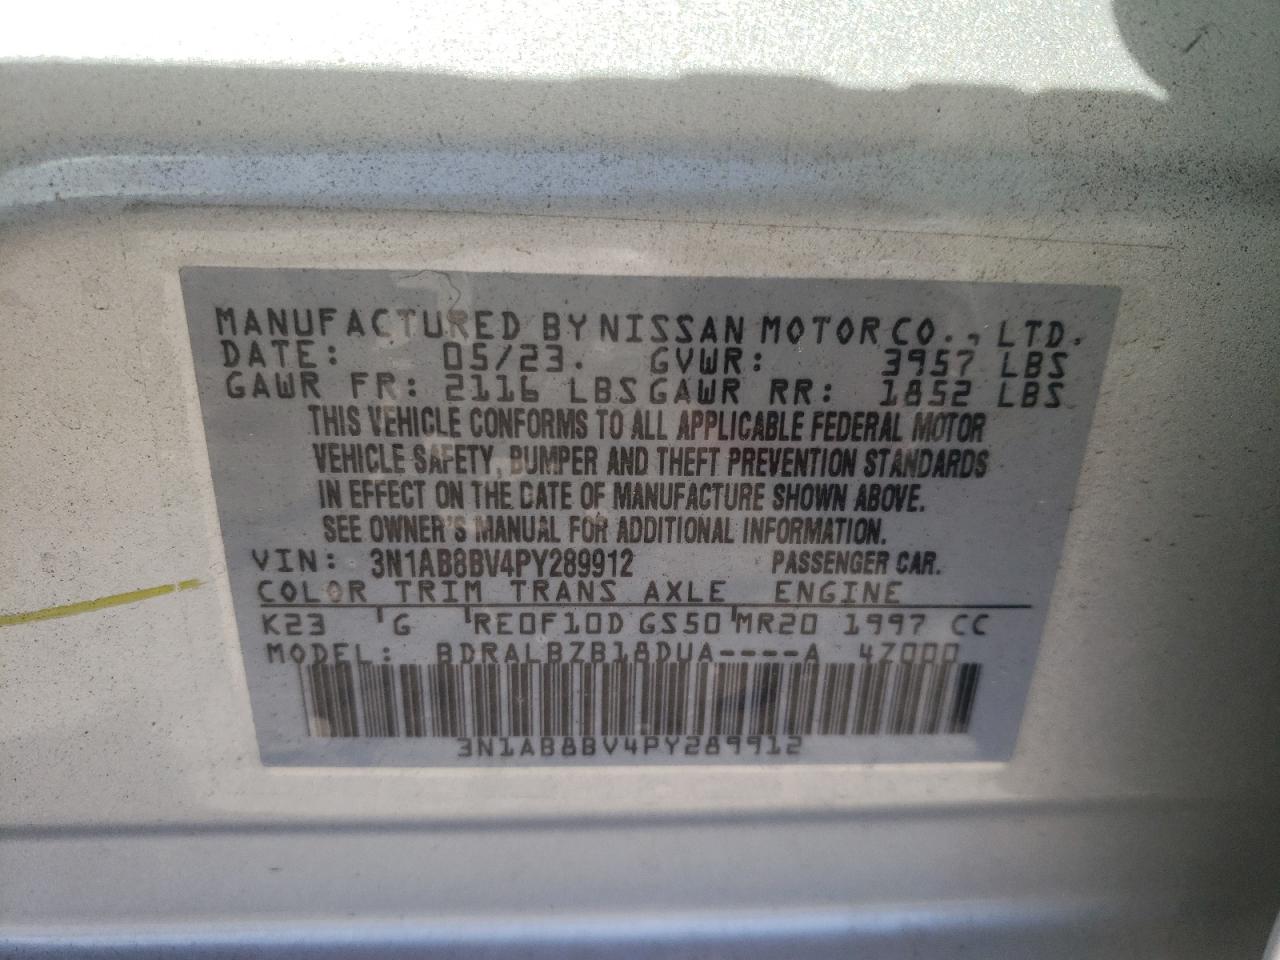 MANUFACTURED BY NISSAN MOTOR CO., LTD.
DATE: 05/23. GVWR: 3957 LBS
GAWR FR: 2116 LBS GAWR RR: 1852 LBS
THIS VEHICLE CONFORMS TO ALL APPLICABLE FEDERAL MOTOR
VEHICLE SAFETY, BUMPER AND THEFT PREVENTION STANDARDS
IN EFFECT ON THE DATE OF MANUFACTURE SHOWN ABOVE.
SEE OWNER'S MANUAL FOR ADDITIONAL INFORMATION.
VIN: 3N1AB8BV4PY289912 PASSENGER CAR.
COLOR TRIM TRANS AXLE ENGINE
K23 G RE0F10D GS50 MR20 1997 CC
MODEL: BDRALBZB18DUA----A 4Z000
3N1AB8BV4PY289912